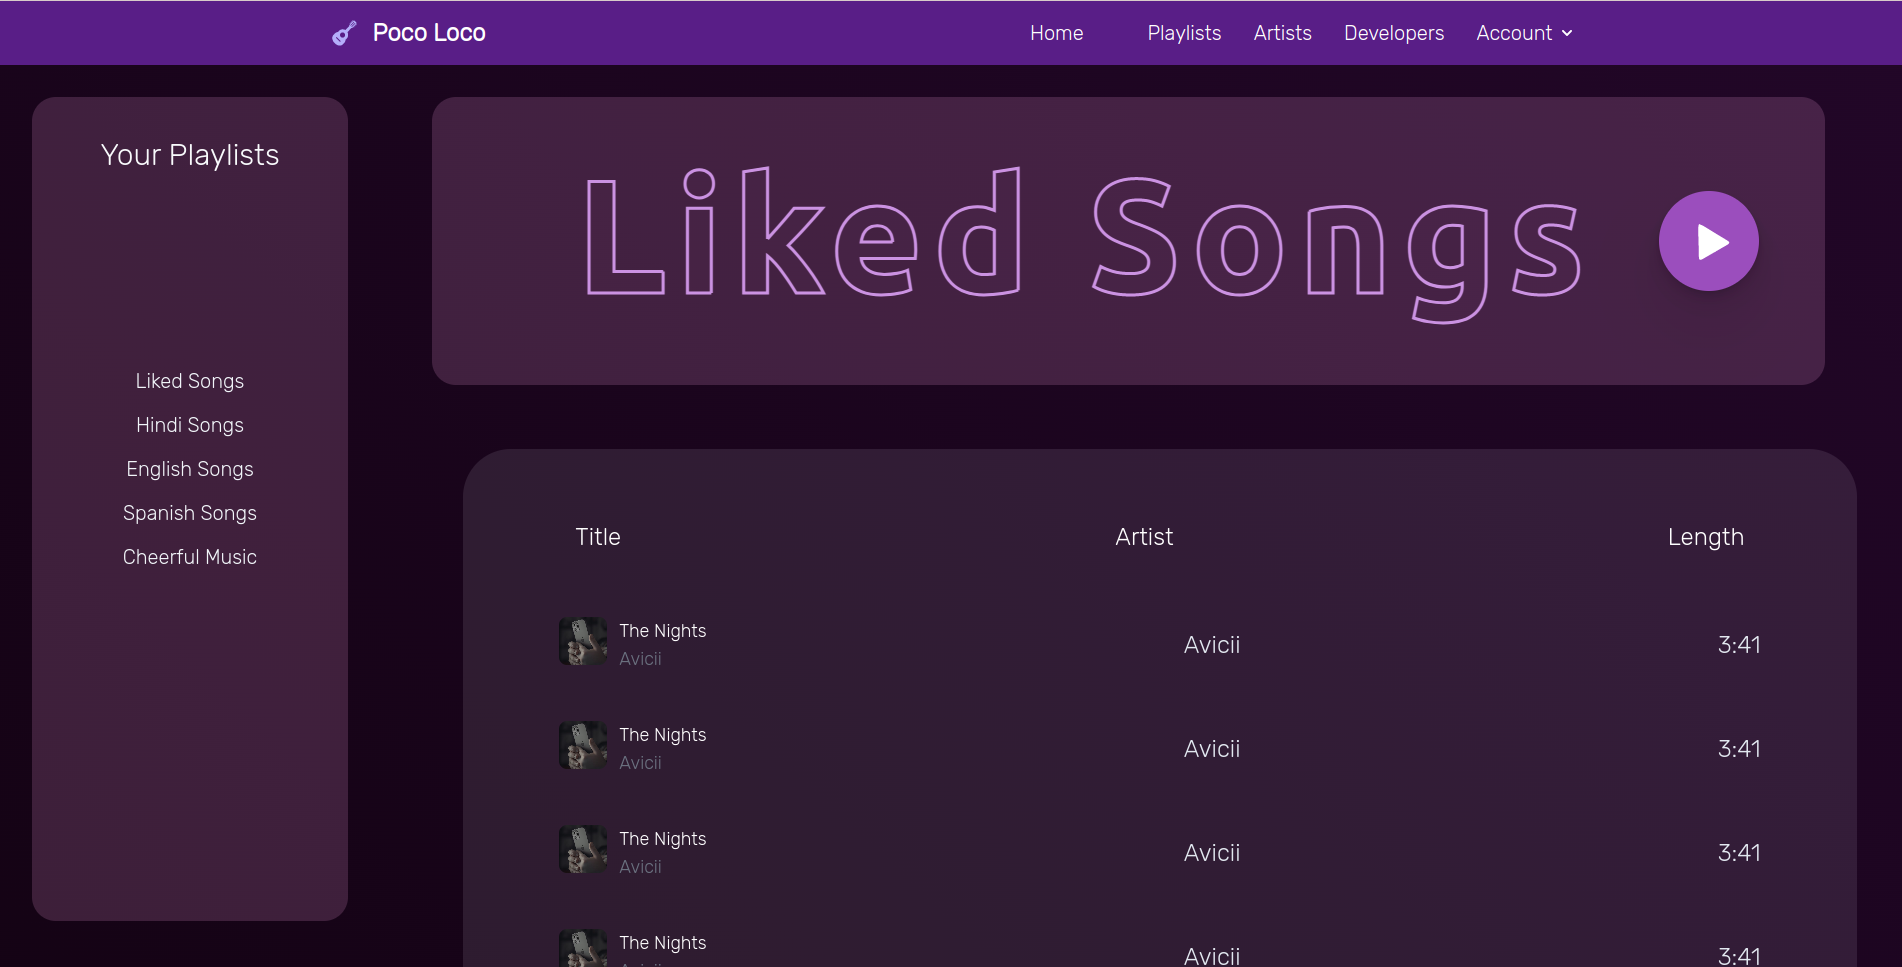 Poco Loco
Home Playlists Artists Developers Account
Your Playlists
Liked Songs
Hindi Songs
English Songs
Spanish Songs
Cheerful Music
Liked Songs
Title Artist Length
The Nights
Avicii
Avicii 3:41
The Nights
Avicii
Avicii 3:41
The Nights
Avicii
Avicii 3:41
The Nights
Avicii 3:41